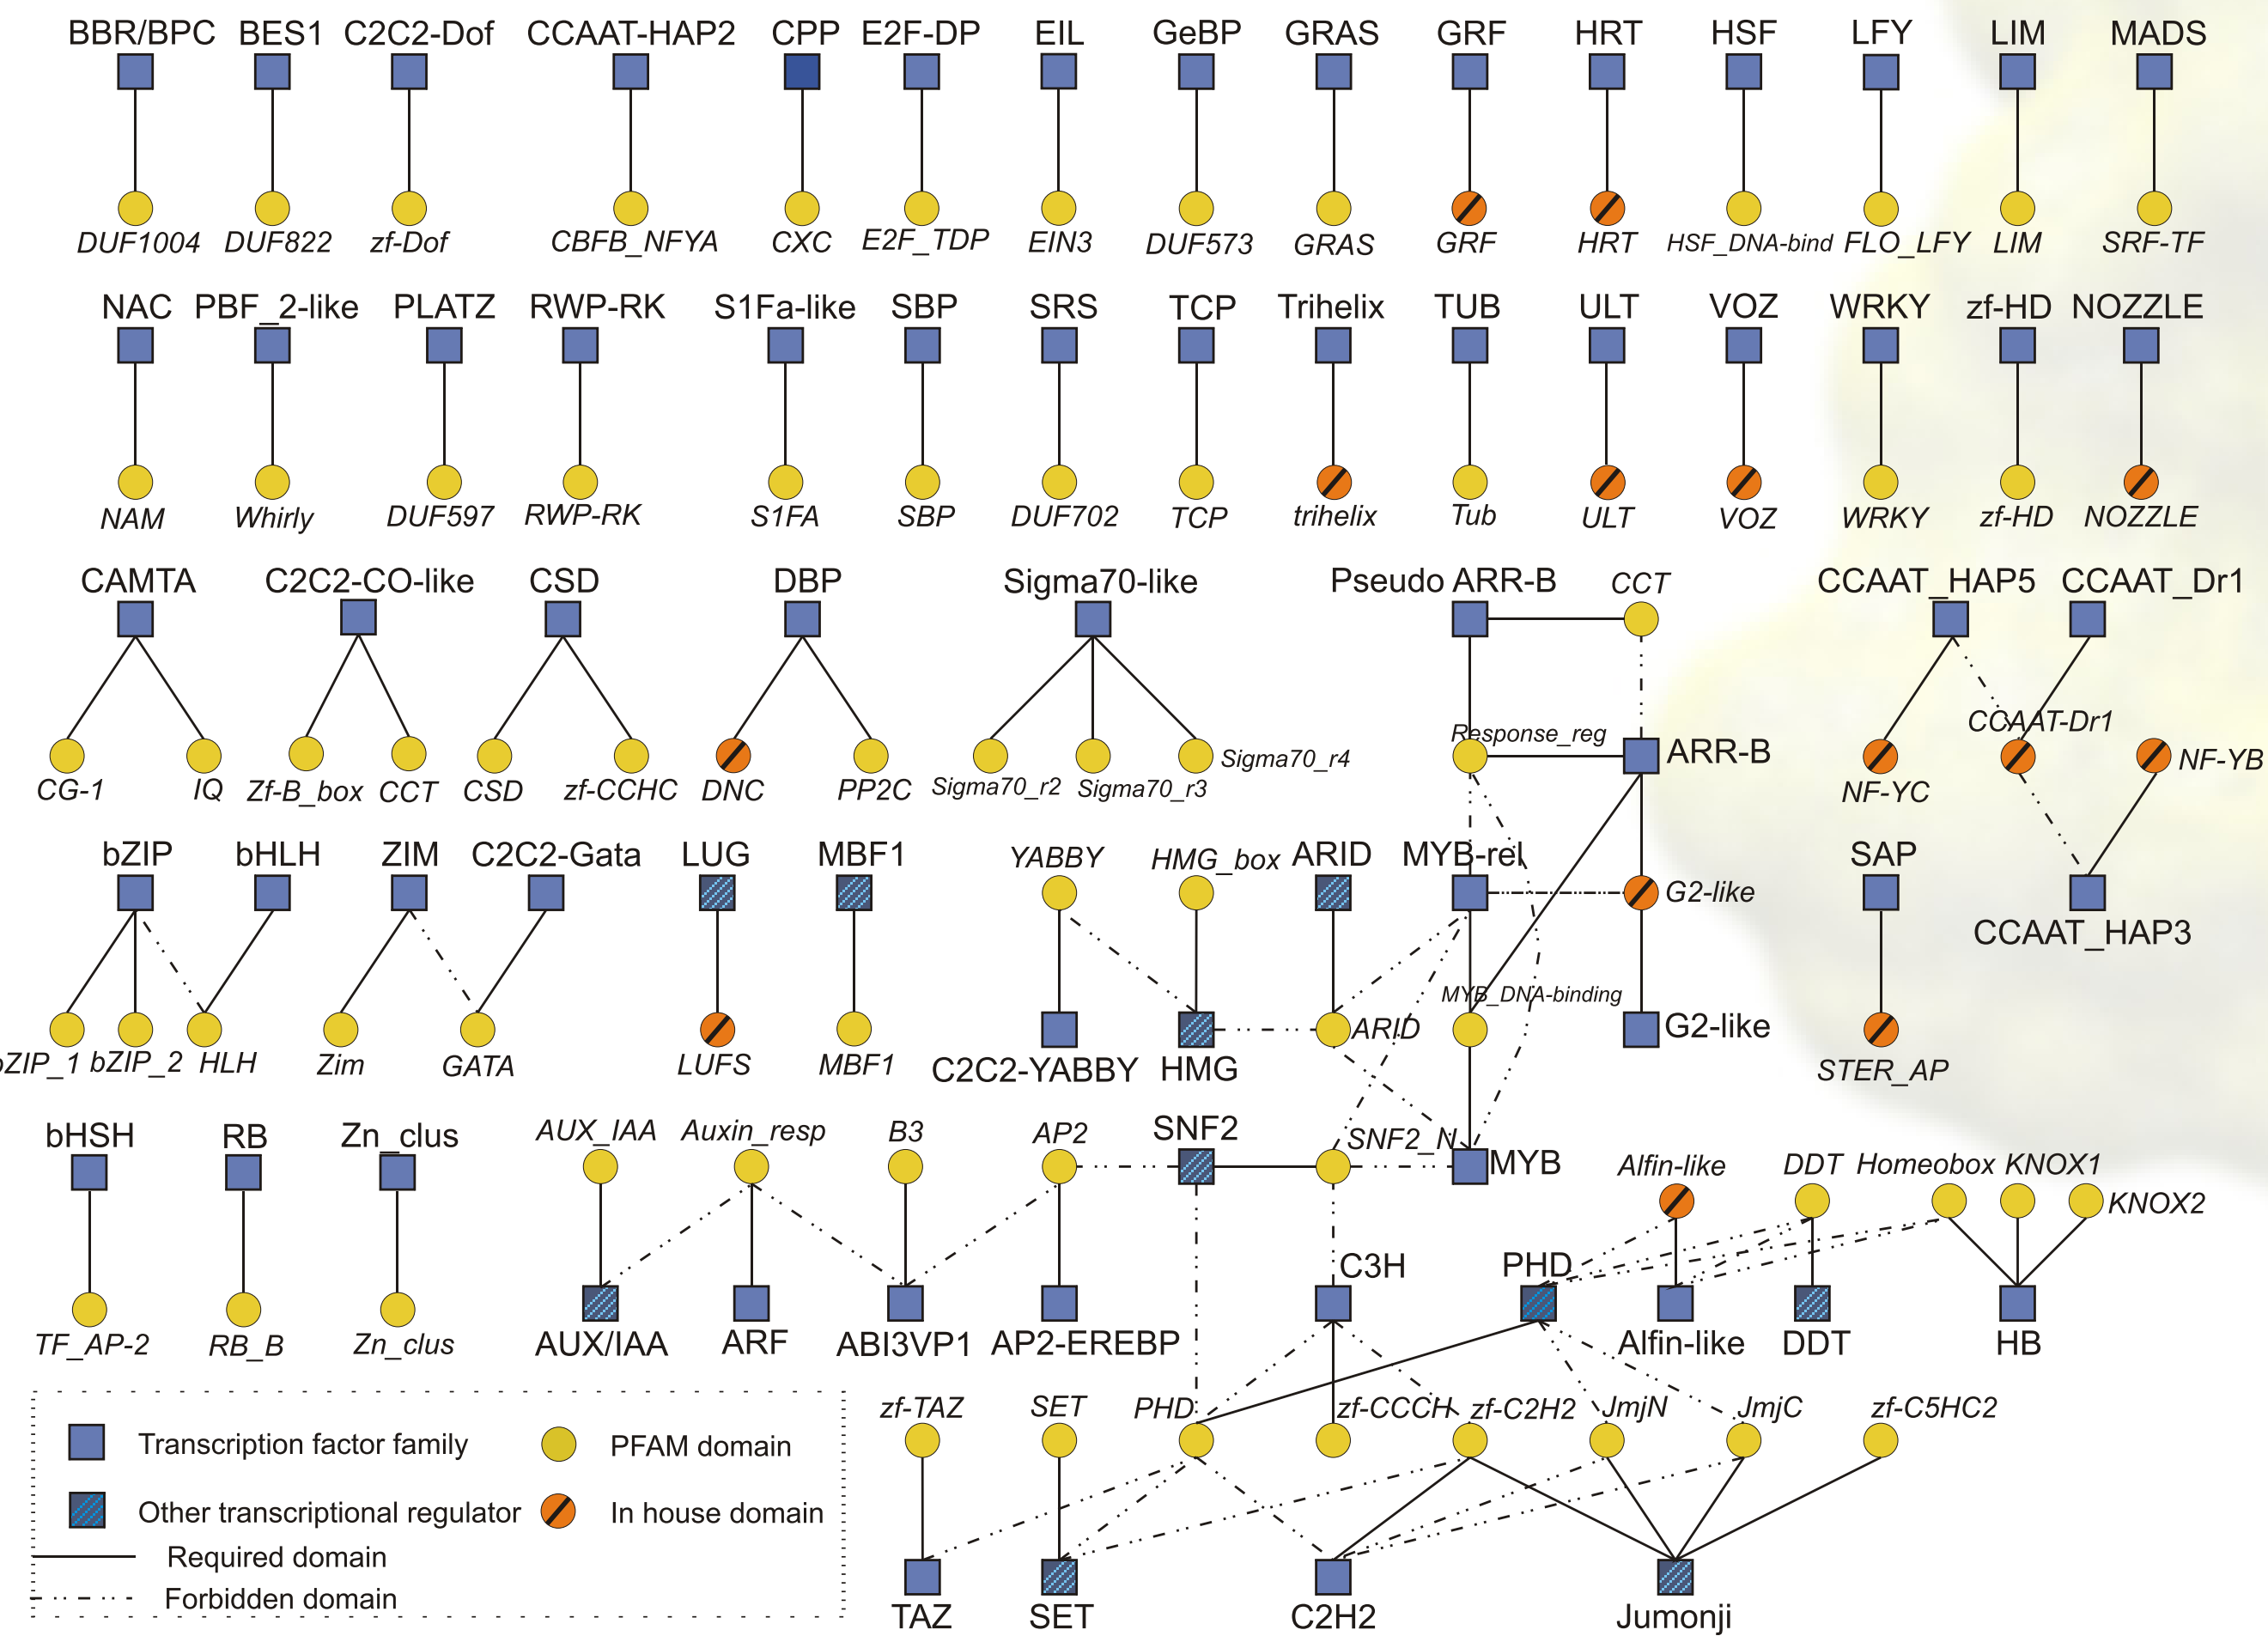 BBR/BPC BES1 C2C2-Dof CCAAT-HAP2 CPP E2F-DP EIL GeBP GRAS GRF HRT HSF LFY LIM MADS
DUF1004 DUF822 zf-Dof CBFB_NFYA CXC E2F_TDP EIN3 DUF573 GRAS GRF HRT HSF_DNA-bind FLO_LFY LIM SRF-TF
NAC PBF_2-like PLATZ RWP-RK S1Fa-like SBP SRS TCP Trihelix TUB ULT VOZ WRKY zf-HD NOZZLE
NAM Whirly DUF597 RWP-RK S1FA SBP DUF702 TCP trihelix Tub ULT VOZ WRKY zf-HD NOZZLE
CAMTA C2C2-CO-like CSD DBP Sigma70-like Pseudo ARR-B CCT CCAAT_HAP5 CCAAT_Dr1
CCAAT-Dr1
Response_reg ARR-B
Sigma70_r4 NF-YB
CG-1 IQ Zf-B_box CCT CSD zf-CCHC DNC PP2C Sigma70_r2 Sigma70_r3 NF-YC
bZIP bHLH ZIM C2C2-Gata LUG MBF1 YABBY HMG_box ARID MYB-rel SAP
G2-like
CCAAT_HAP3
MYB_DNA-binding
ARID G2-like
bZIP_1 bZIP_2 HLH Zim GATA LUFS MBF1 C2C2-YABBY HMG STER_AP
bHSH RB Zn_clus AUX_IAA Auxin_resp B3 AP2 SNF2 SNF2_N
MYB Alfin-like DDT Homeobox KNOX1
KNOX2
C3H PHD
TF_AP-2 RB_B Zn_clus AUX/IAA ARF ABI3VP1 AP2-EREBP Alfin-like DDT HB
zf-TAZ SET PHD zf-CCCH zf-C2H2 JmjN JmjC zf-C5HC2
Transcription factor family PFAM domain
Other transcriptional regulator In house domain
Required domain
Forbidden domain
TAZ SET C2H2 Jumonji